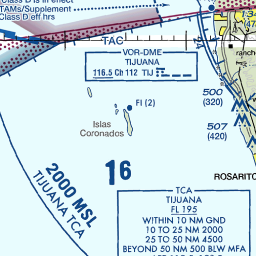 Class D is in effect
TAMs/Supplement
Class D eff hrs
TAC
CA
VOR-DME
TIJUANA
116.5 Ch 112 TIJ
ranch
500
(320)
Fl (2)
Islas
Coronados
507
(420)
16
ROSARITO
2000 MSL
TIJUANA TCA
TCA
TIJUANA
FL 195
WITHIN 10 NM GND
10 TO 25 NM 2000
25 TO 50 NM 4500
BEYOND 50 NM 500 BLW MFA